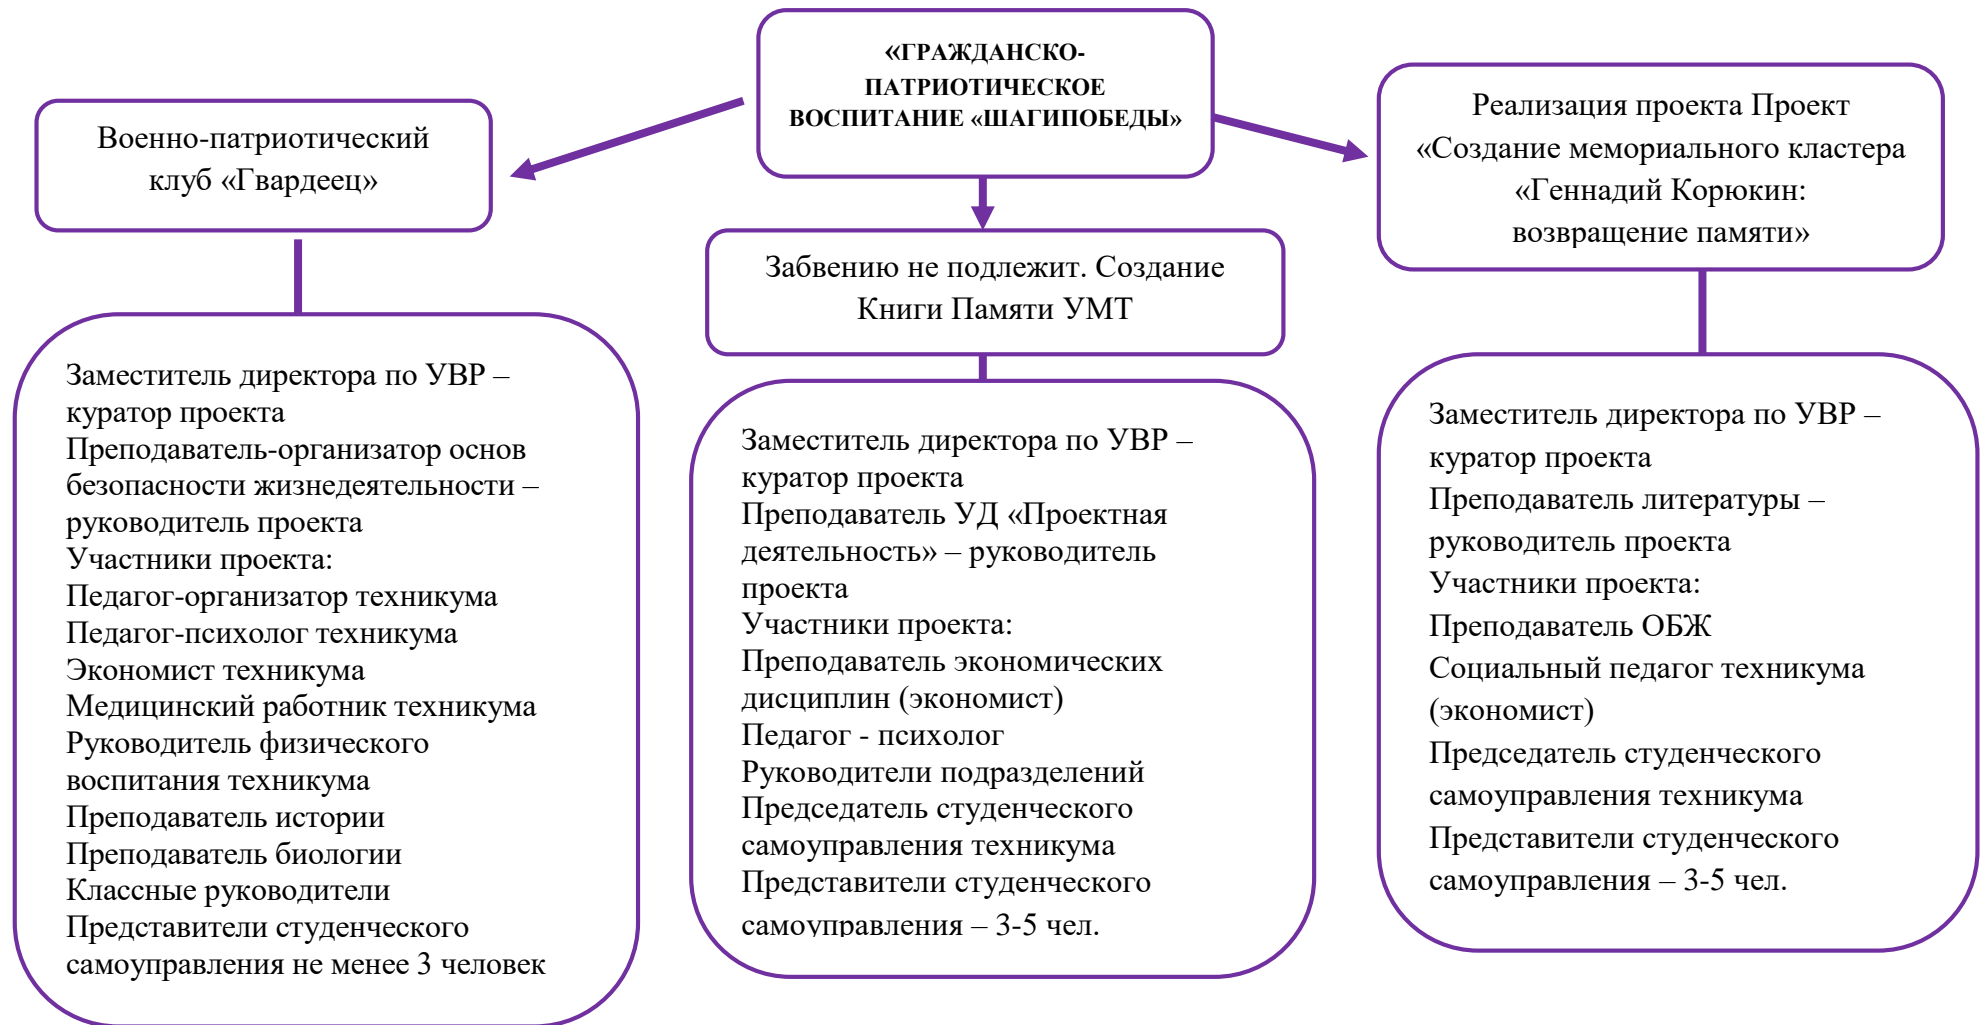 «ГРАЖДАНСКО-
ПАТРИОТИЧЕСКОЕ
ВОСПИТАНИЕ «ШАГИПОБЕДЫ»
Военно-патриотический
клуб «Гвардеец»
Забвению не подлежит. Создание
Книги Памяти УМТ
Реализация проекта Проект
«Создание мемориального кластера
«Геннадий Корюкин:
возвращение памяти»
Заместитель директора по УВР –
куратор проекта
Преподаватель-организатор основ
безопасности жизнедеятельности –
руководитель проекта
Участники проекта:
Педагог-организатор техникума
Педагог-психолог техникума
Экономист техникума
Медицинский работник техникума
Руководитель физического
воспитания техникума
Преподаватель истории
Преподаватель биологии
Классные руководители
Представители студенческого
самоуправления не менее 3 человек
Заместитель директора по УВР –
куратор проекта
Преподаватель УД «Проектная
деятельность» – руководитель
проекта
Участники проекта:
Преподаватель экономических
дисциплин (экономист)
Педагог - психолог
Руководители подразделений
Председатель студенческого
самоуправления техникума
Представители студенческого
самоуправления – 3-5 чел.
Заместитель директора по УВР –
куратор проекта
Преподаватель литературы –
руководитель проекта
Участники проекта:
Преподаватель ОБЖ
Социальный педагог техникума
(экономист)
Председатель студенческого
самоуправления техникума
Представители студенческого
самоуправления – 3-5 чел.